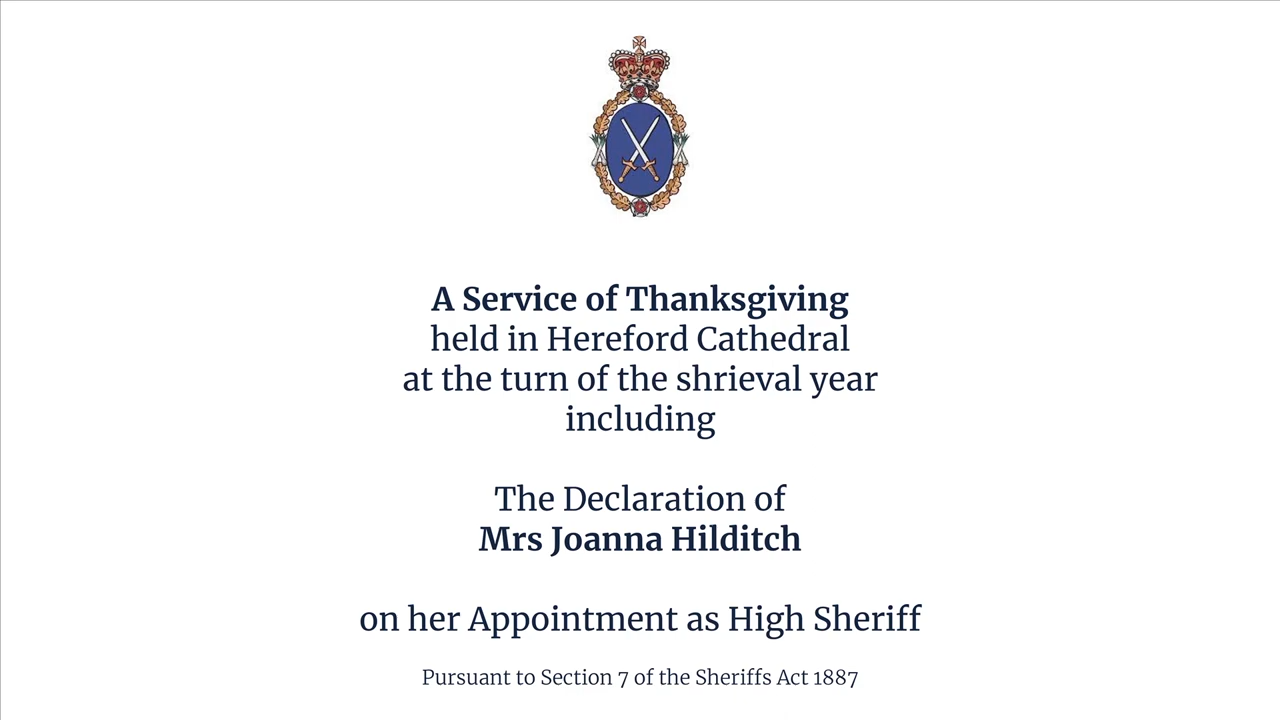 A Service of Thanksgiving
held in Hereford Cathedral
at the turn of the shrieval year
including
The Declaration of
Mrs Joanna Hilditch
on her Appointment as High Sheriff
Pursuant to Section 7 of the Sheriffs Act 1887